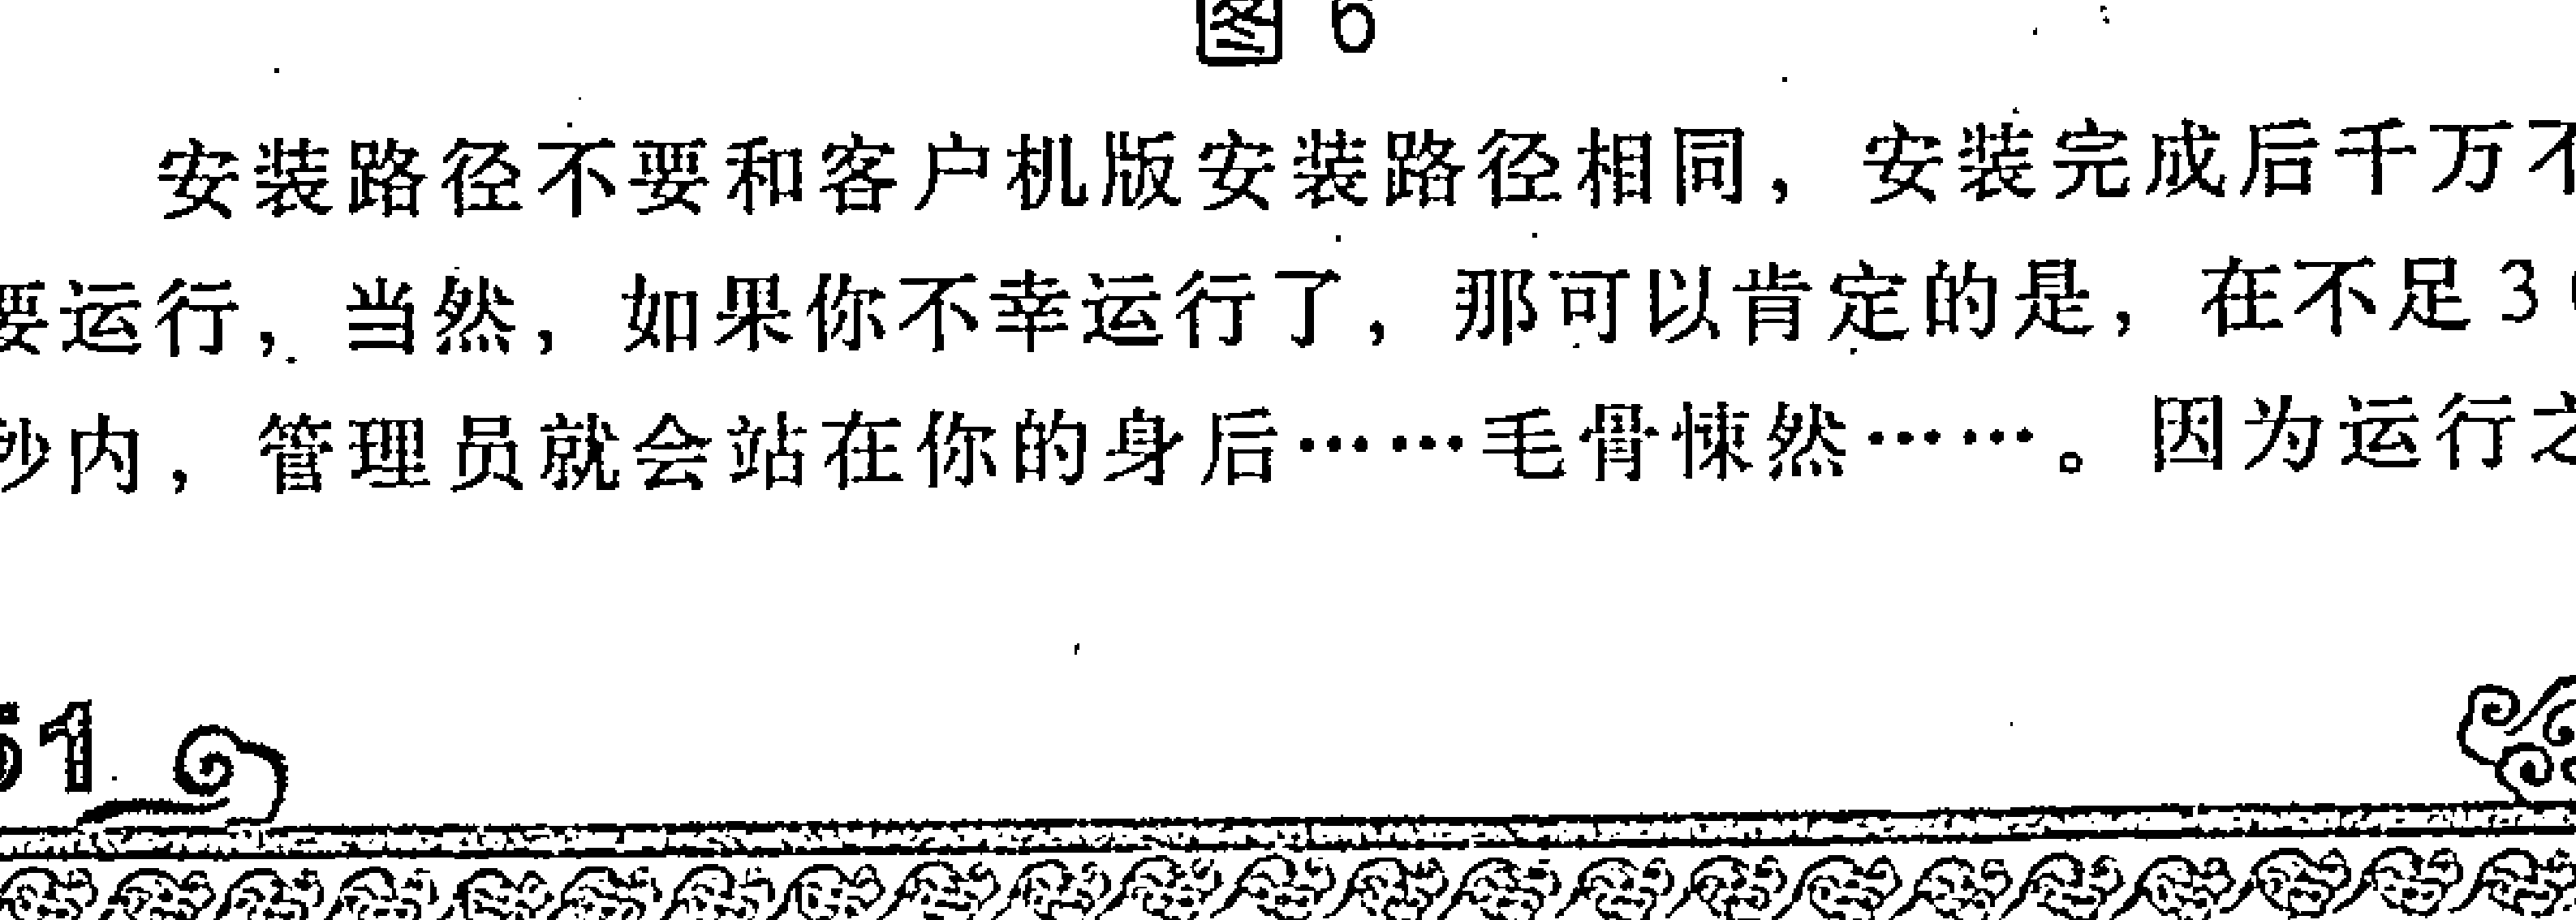 图 6
安装路径不要和客户机版安装路径相同，安装完成后千万不
要运行，当然，如果你不幸运行了，那可以肯定的是，在不足3
秒内，管理员就会站在你的身后……毛骨悚然……。因为运行之
51